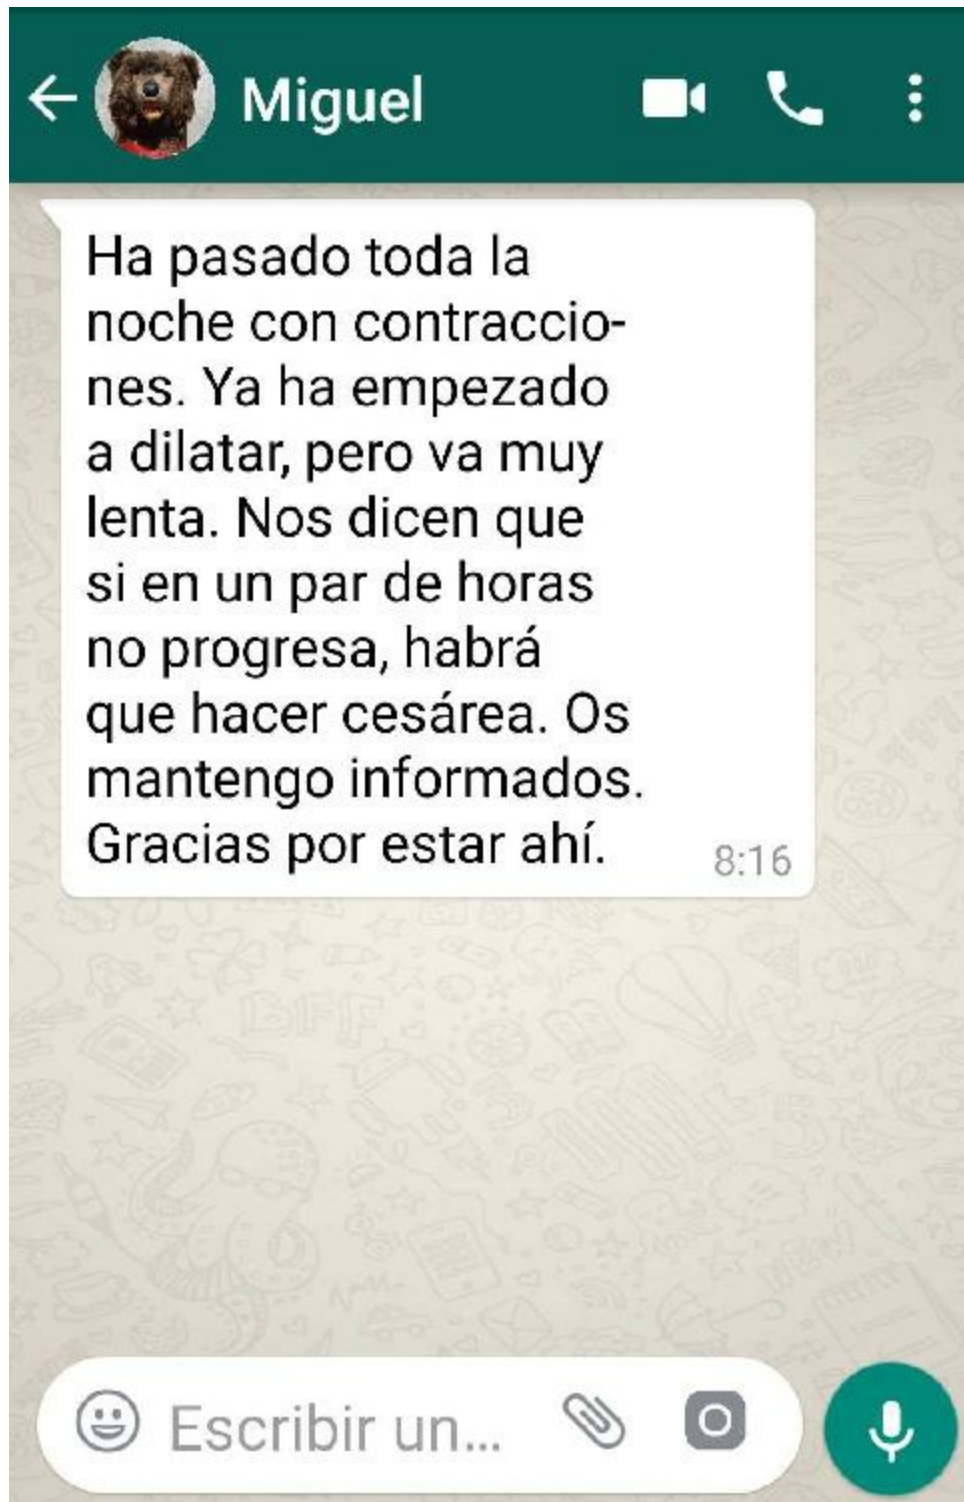 Miguel
Ha pasado toda la
noche con contraccio-
nes. Ya ha empezado
a dilatar, pero va muy
lenta. Nos dicen que
si en un par de horas
no progresa, habrá
que hacer cesárea. Os
mantengo informados.
Gracias por estar ahí.
8:16
BFF
Escribir un...